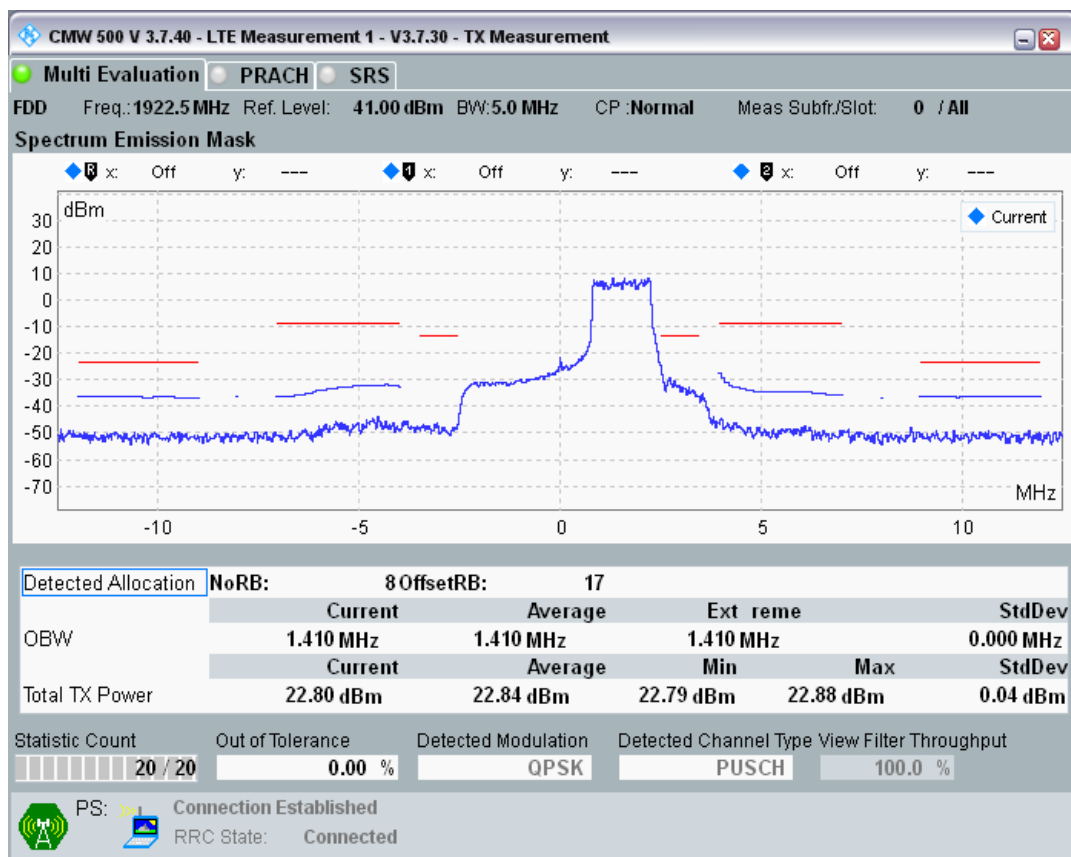 CMW 500 V 3.7.40 - LTE Measurement 1 - V3.7.30 - TX Measurement
Multi Evaluation PRACH SRS
FDD Freq.: 1922.5 MHz Ref. Level: 41.00 dBm BW: 5.0 MHz CP : Normal Meas Subfr./Slot: 0 / All
Spectrum Emission Mask
R x: Off y: --- 1 x: Off y: --- 2 x: Off y: ---
dBm
Current
30
20
10
0
-10
-20
-30
-40
-50
-60
-70
MHz
-10 -5 0 5 10
Detected Allocation NoRB: 8 OffsetRB: 17
Current Average Ext reme StdDev
OBW 1.410 MHz 1.410 MHz 1.410 MHz 0.000 MHz
Current Average Min Max StdDev
Total TX Power 22.80 dBm 22.84 dBm 22.79 dBm 22.88 dBm 0.04 dBm
Statistic Count Out of Tolerance Detected Modulation Detected Channel Type View Filter Throughput
20 / 20 0.00 % QPSK PUSCH 100.0 %
PS: Connection Established
RRC State: Connected